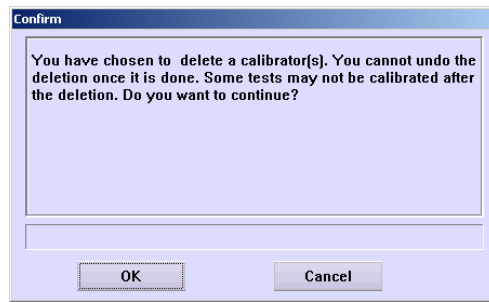 Confirm
You have chosen to  delete a calibrator(s). You cannot undo the
deletion once it is done. Some tests may not be calibrated after
the deletion. Do you want to continue?
OK
Cancel